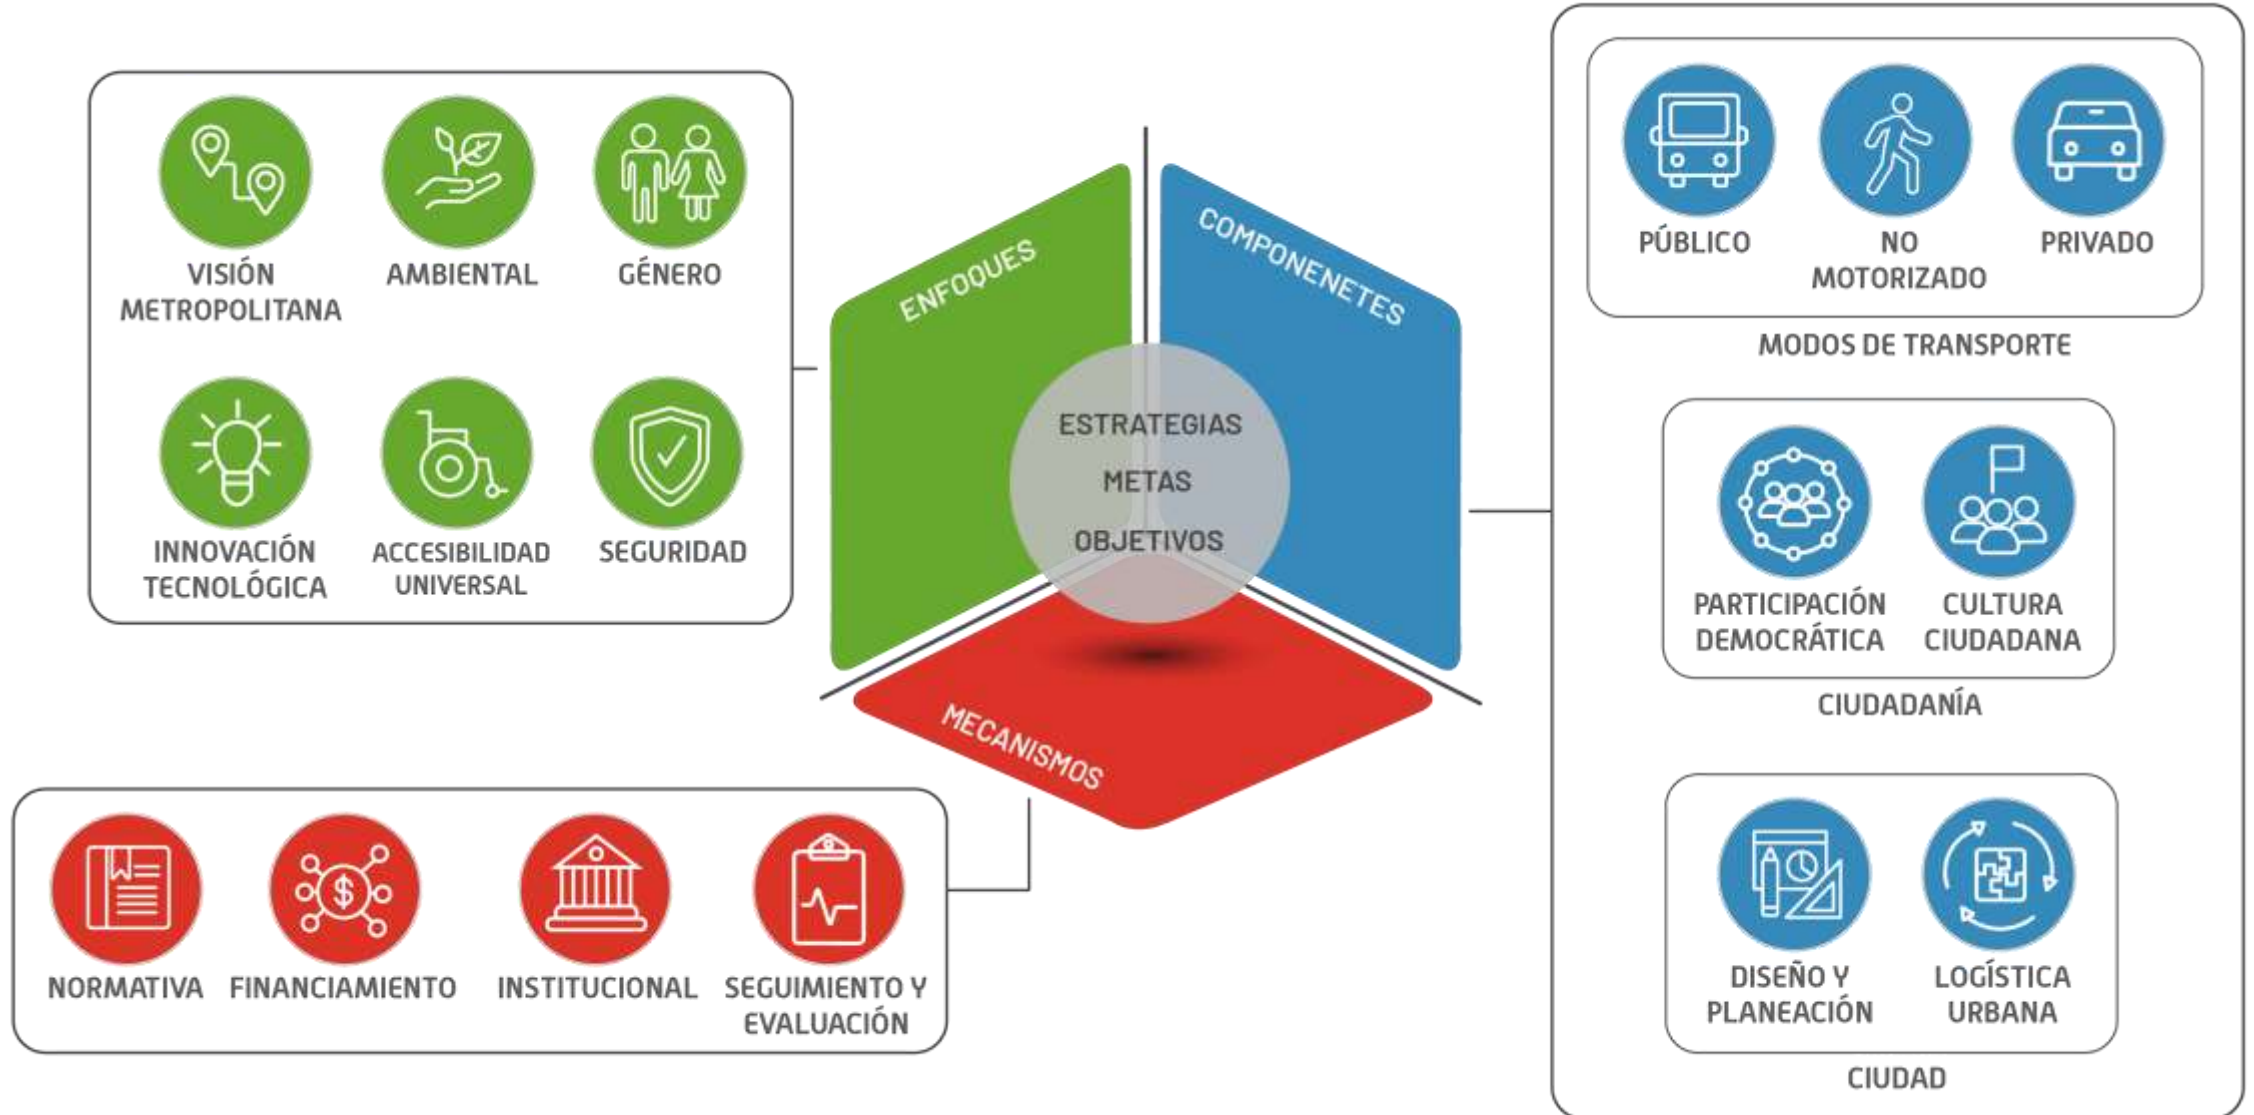 VISIÓN
METROPOLITANA
AMBIENTAL
GÉNERO
INNOVACIÓN
TECNOLÓGICA
ACCESIBILIDAD
UNIVERSAL
SEGURIDAD
ENFOQUES
COMPONENETES
ESTRATEGIAS
METAS
OBJETIVOS
MECANISMOS
NORMATIVA
FINANCIAMIENTO
INSTITUCIONAL
SEGUIMIENTO Y
EVALUACIÓN
PÚBLICO
NO
MOTORIZADO
PRIVADO
MODOS DE TRANSPORTE
PARTICIPACIÓN
DEMOCRÁTICA
CULTURA
CIUDADANA
CIUDADANÍA
DISEÑO Y
PLANEACIÓN
LOGÍSTICA
URBANA
CIUDAD